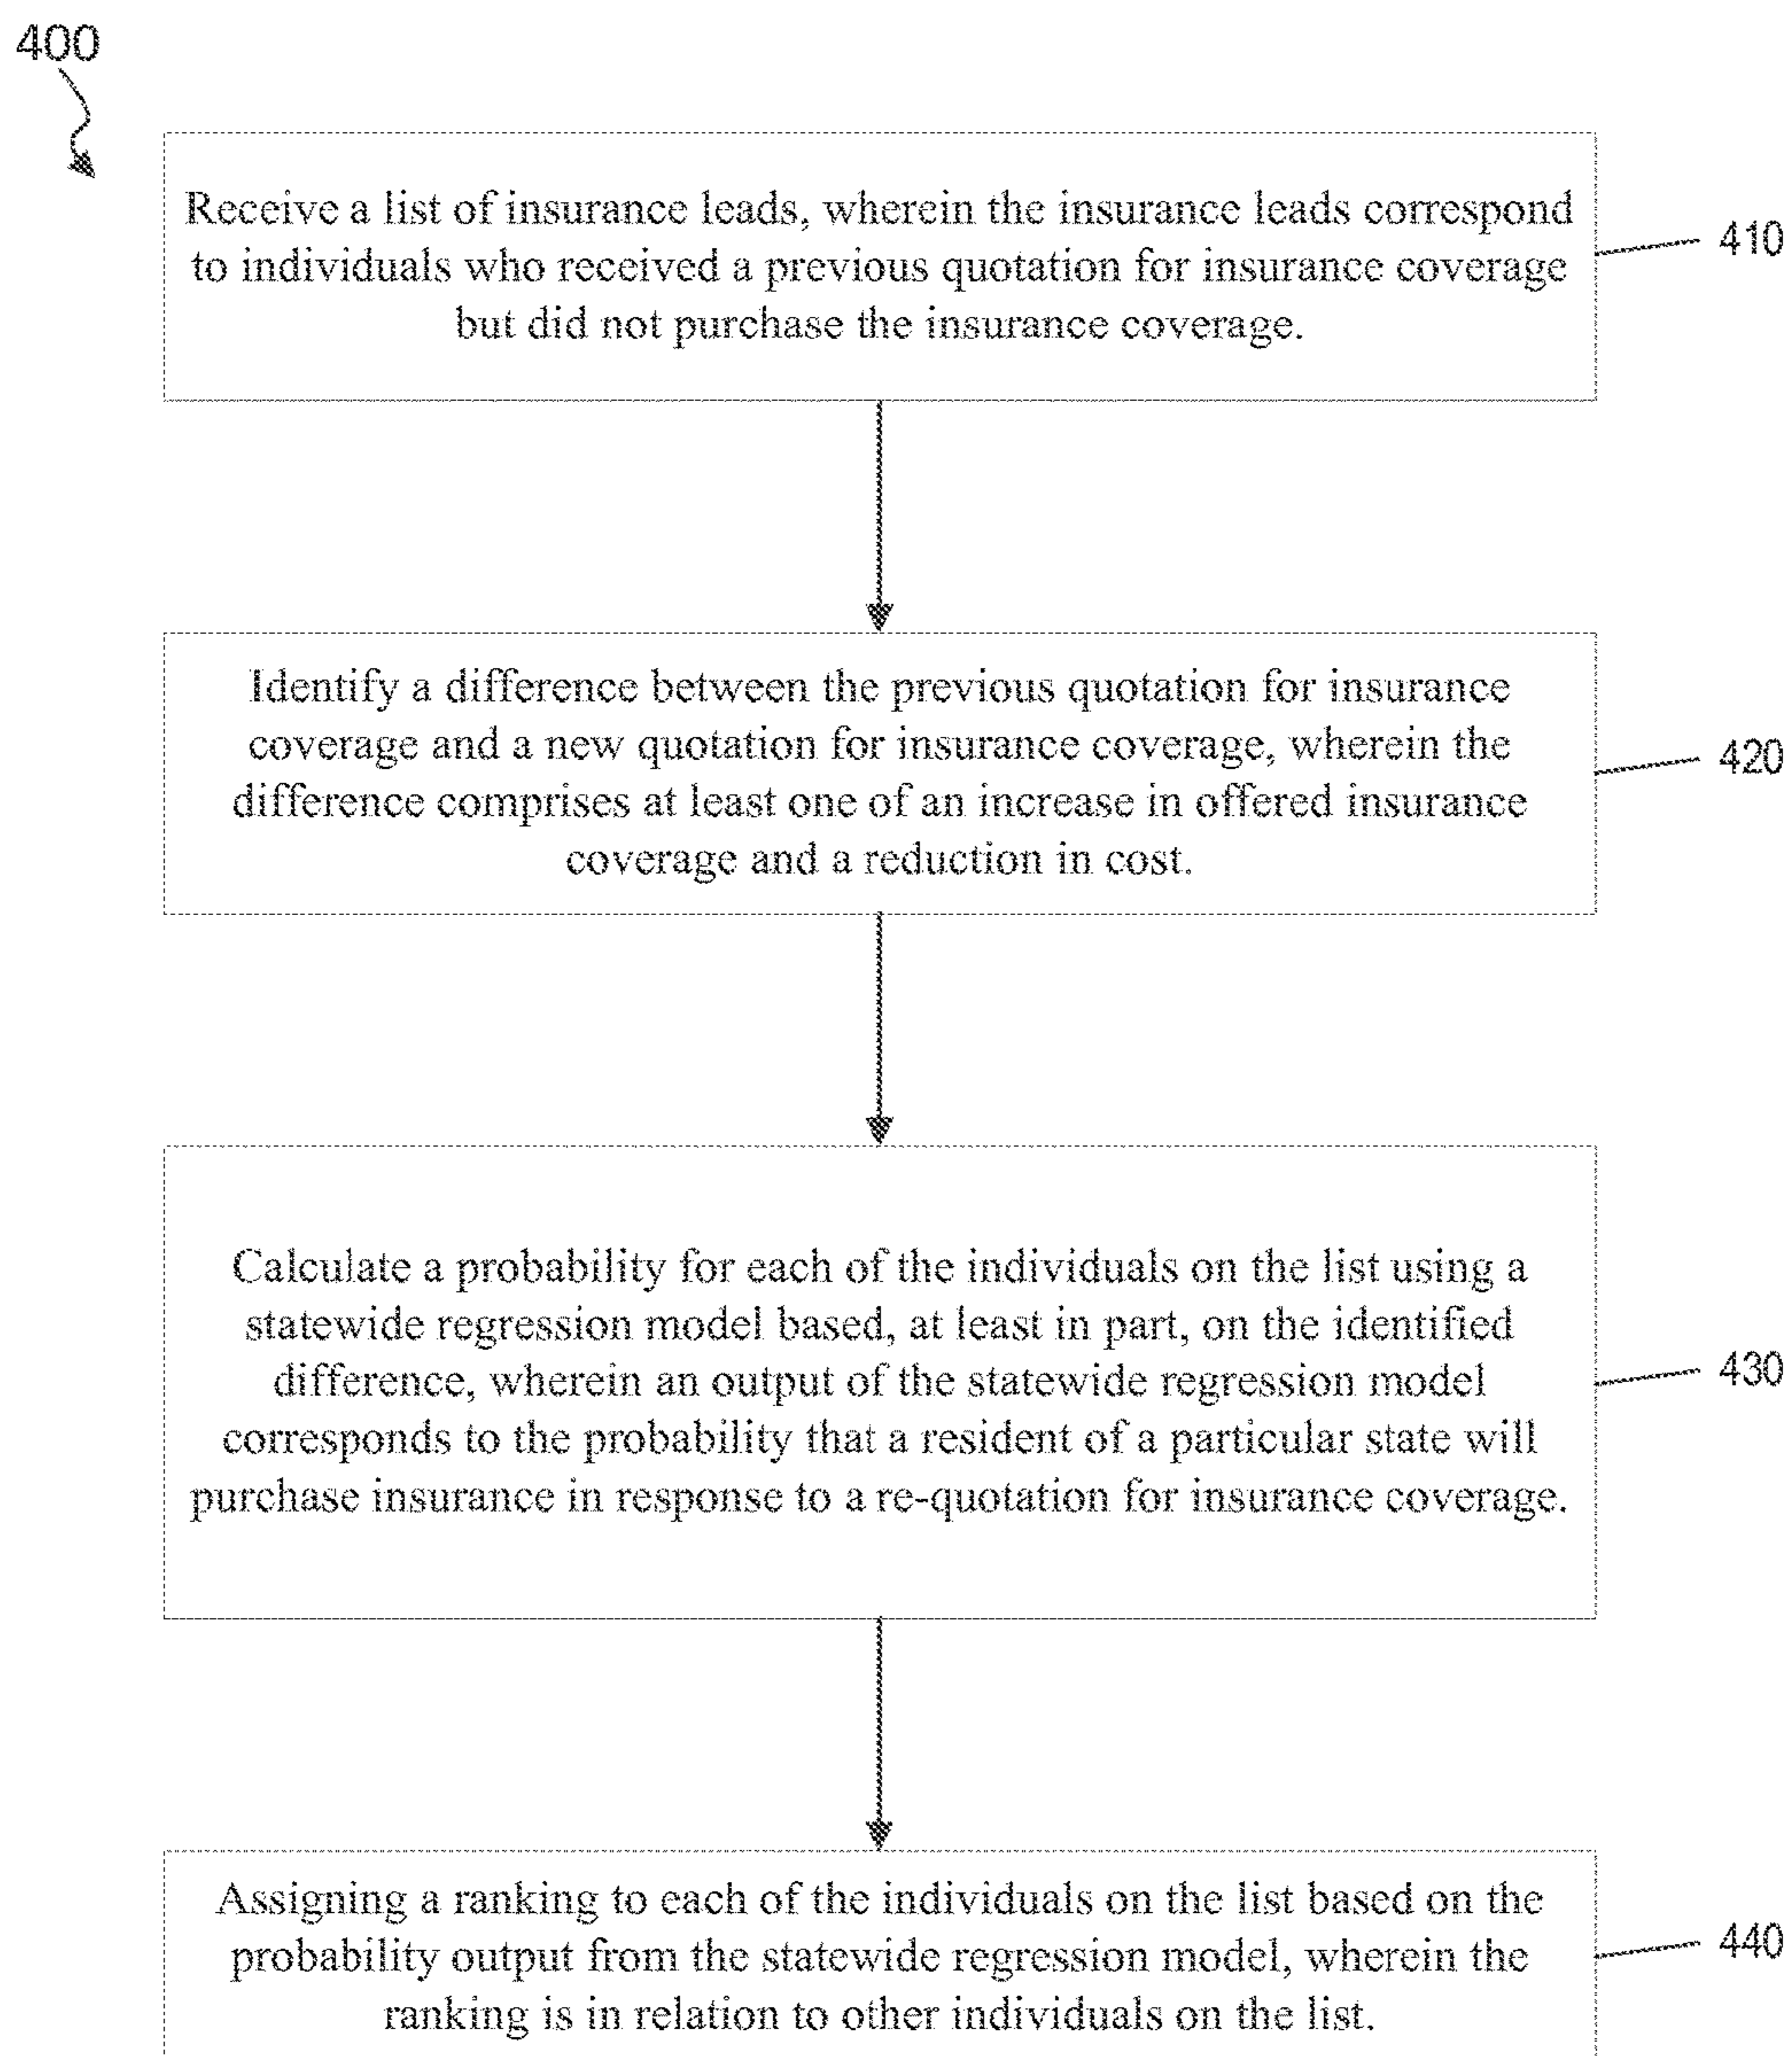 400
Receive a list of insurance leads, wherein the insurance leads correspond
to individuals who received a previous quotation for insurance coverage
but did not purchase the insurance coverage.
410
Identify a difference between the previous quotation for insurance
coverage and a new quotation for insurance coverage, wherein the
difference comprises at least one of an increase in offered insurance
coverage and a reduction in cost.
420
Calculate a probability for each of the individuals on the list using a
statewide regression model based, at least in part, on the identified
difference, wherein an output of the statewide regression model
corresponds to the probability that a resident of a particular state will
purchase insurance in response to a re-quotation for insurance coverage.
430
Assigning a ranking to each of the individuals on the list based on the
probability output from the statewide regression model, wherein the
ranking is in relation to other individuals on the list.
440